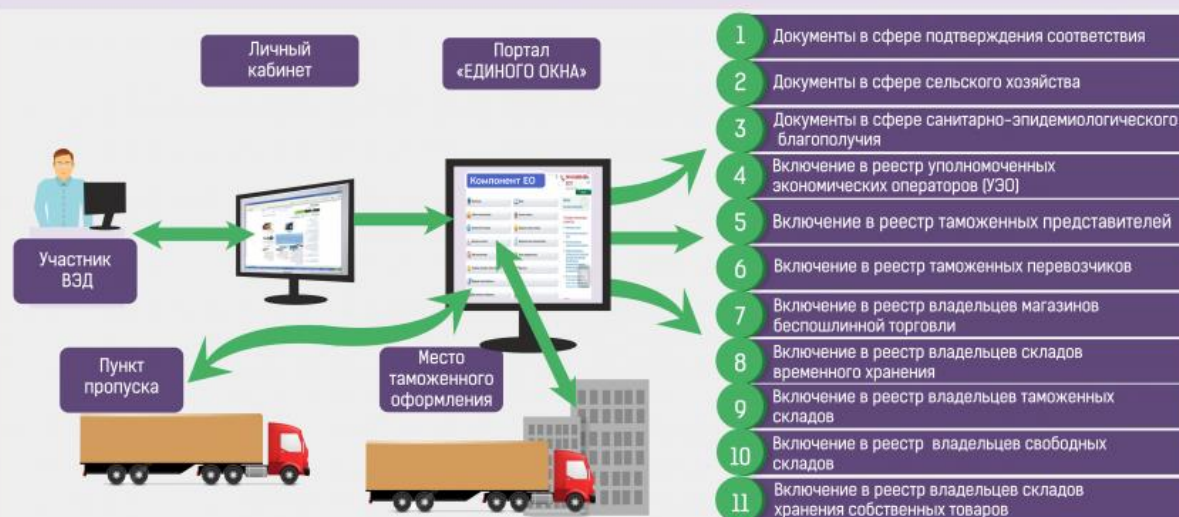 Личный
кабинет
Портал
«ЕДИНОГО ОКНА»
Компонент ЕО
Участник
ВЭД
Пункт
пропуска
Место
таможенного
оформления
1 Документы в сфере подтверждения соответствия
2 Документы в сфере сельского хозяйства
3 Документы в сфере санитарно-эпидемиологического
благополучия
4 Включение в реестр уполномоченных
экономических операторов (УЭО)
5 Включение в реестр таможенных представителей
6 Включение в реестр таможенных перевозчиков
7 Включение в реестр владельцев магазинов
беспошлинной торговли
8 Включение в реестр владельцев складов
временного хранения
9 Включение в реестр владельцев таможенных
складов
10 Включение в реестр владельцев свободных
складов
11 Включение в реестр владельцев складов
хранения собственных товаров